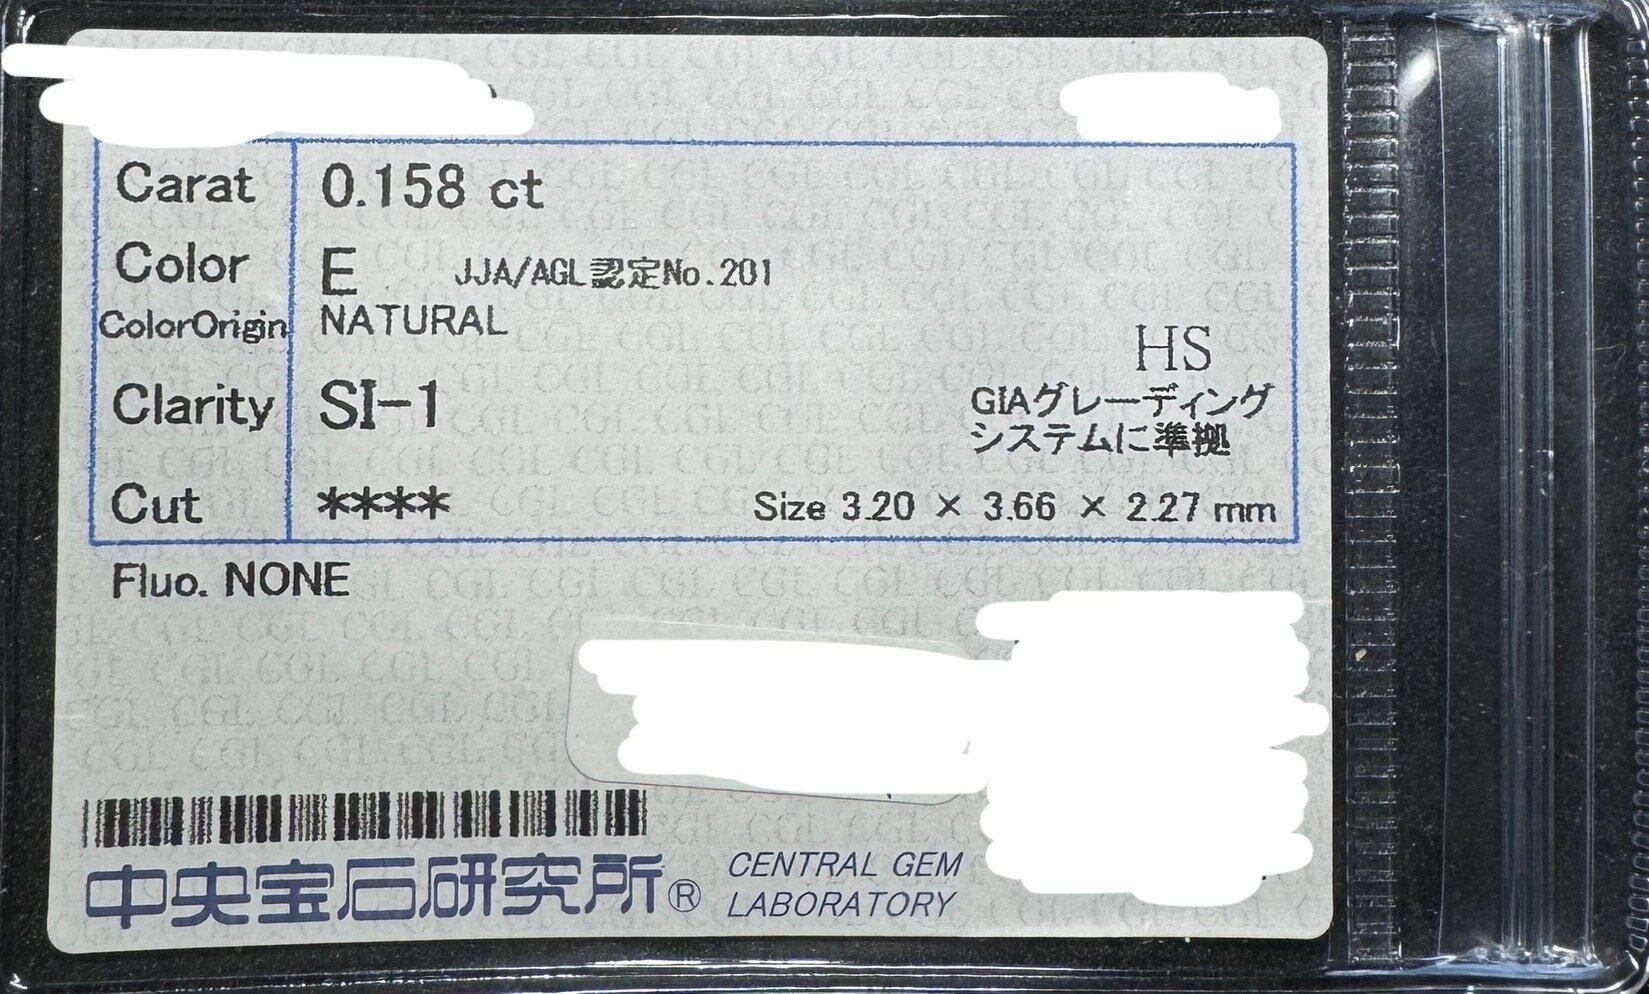 Carat 0.158 ct
Color E JJA/AGL認定No.201
ColorOrigin NATURAL
HS
GIAグレーディング
システムに準拠
Clarity SI-1
Cut **** Size 3.20 × 3.66 × 2.27 mm
Fluo. NONE
中央宝石研究所® CENTRAL GEM
LABORATORY